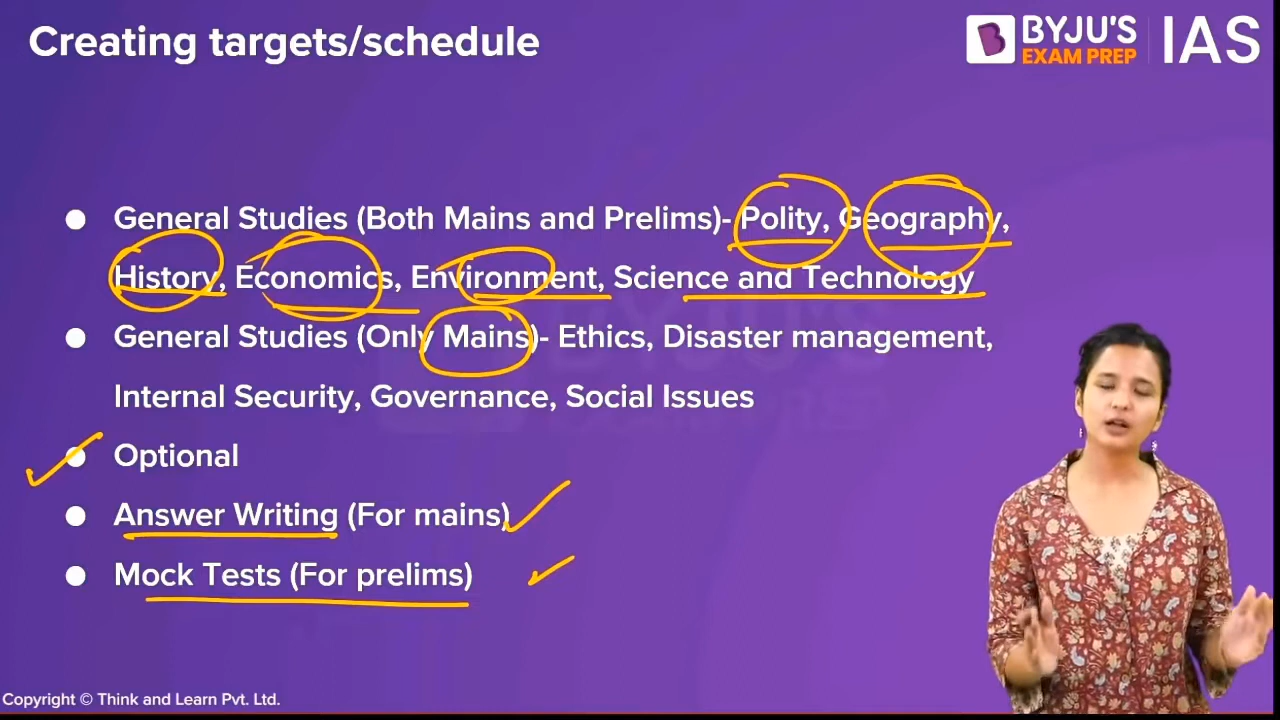 Creating targets/schedule
BYJU'S
EXAM PREP
IAS
● General Studies (Both Mains and Prelims)- Polity, Geography,
History, Economics, Environment, Science and Technology
● General Studies (Only Mains)- Ethics, Disaster management,
Internal Security, Governance, Social Issues
● Optional
● Answer Writing (For mains)
● Mock Tests (For prelims)
BYJU'S
Copyright © Think and Learn Pvt. Ltd.